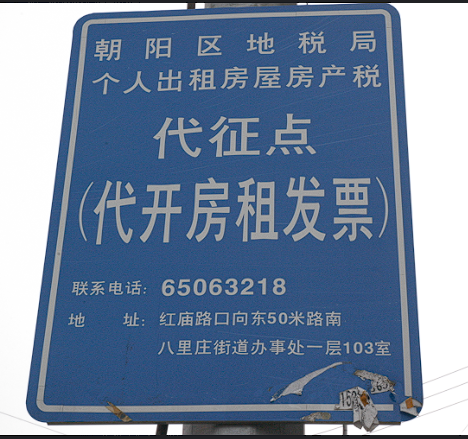 朝阳区地税局
个人出租房屋房产税
代征点
(代开房租发票)
联系电话: 65063218
地 址: 红庙路口向东50米路南
八里庄街道办事处一层103室